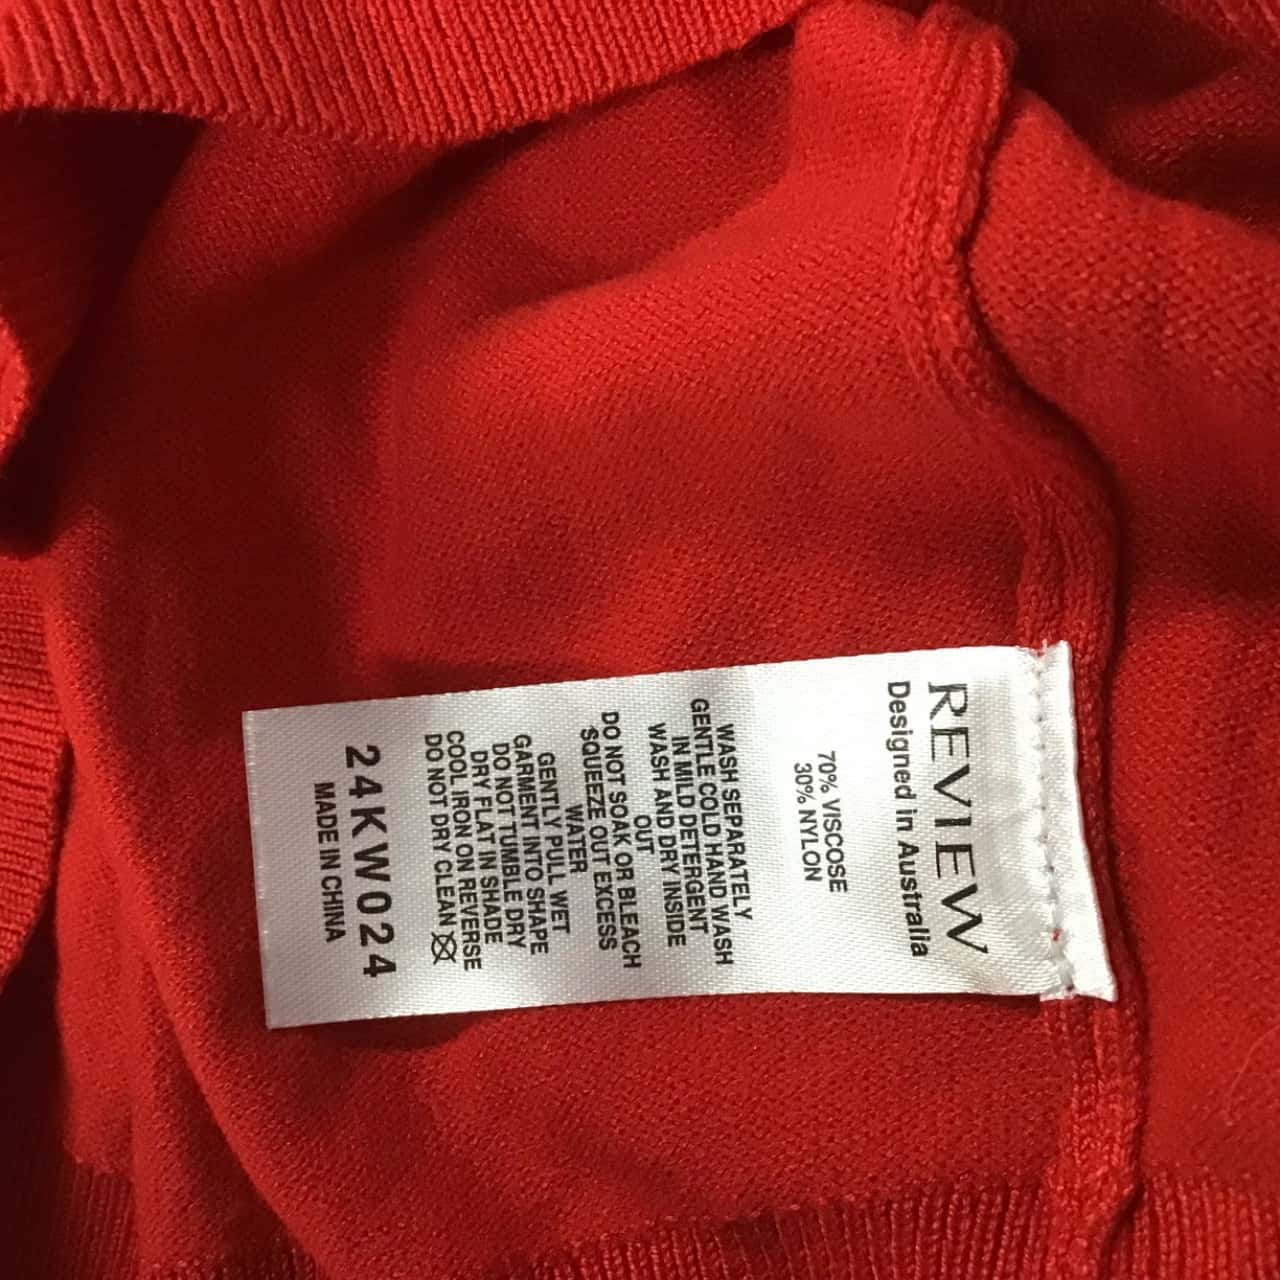 REVIEW
Designed in Australia
70% VISCOSE
30% NYLON
WASH SEPARATELY
GENTLE COLD HAND WASH
IN MILD DETERGENT
WASH AND DRY INSIDE
OUT
DO NOT SOAK OR BLEACH
SQUEEZE OUT EXCESS
WATER
GENTLY PULL WET
GARMENT INTO SHAPE
DO NOT TUMBLE DRY
DRY FLAT IN SHADE
COOL IRON ON REVERSE
DO NOT DRY CLEAN
24KW024
MADE IN CHINA